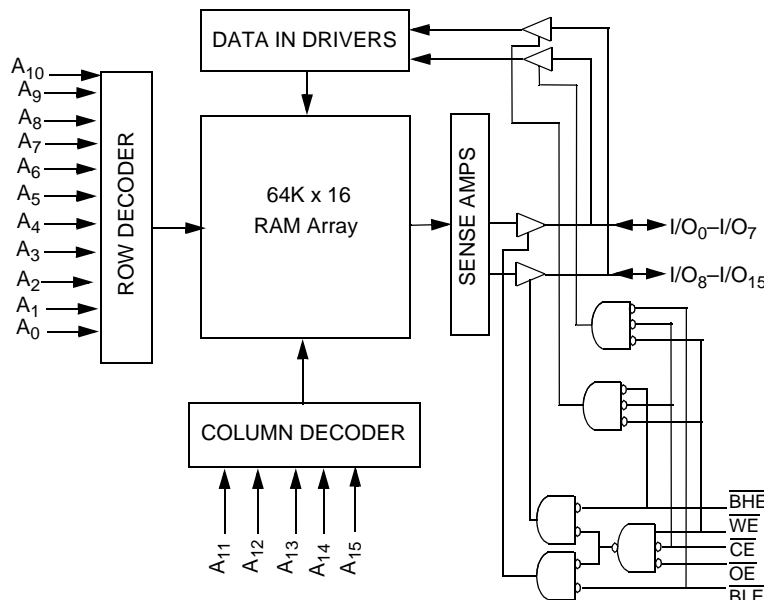 DATA IN DRIVERS
A10
A9
A8
A7
A6
A5
A4
A3
A2
A1
A0
ROW DECODER
64K x 16
RAM Array
SENSE AMPS
I/O0–I/O7
I/O8–I/O15
COLUMN DECODER
A11
A12
A13
A14
A15
BHE
WE
CE
OE
BLE